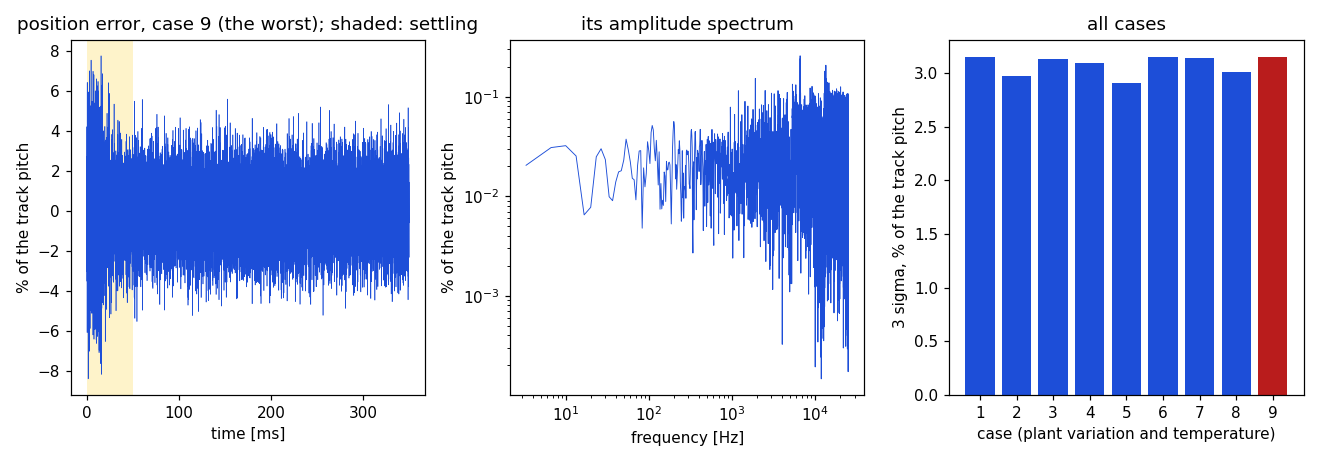 position error, case 9 (the worst); shaded: settling
% of the track pitch
8
6
4
2
0
−2
−4
−6
−8
0 100 200 300
time [ms]
its amplitude spectrum
% of the track pitch
10⁻¹
10⁻²
10⁻³
10¹ 10² 10³ 10⁴
frequency [Hz]
all cases
3 sigma, % of the track pitch
3.0
2.5
2.0
1.5
1.0
0.5
0.0
1 2 3 4 5 6 7 8 9
case (plant variation and temperature)